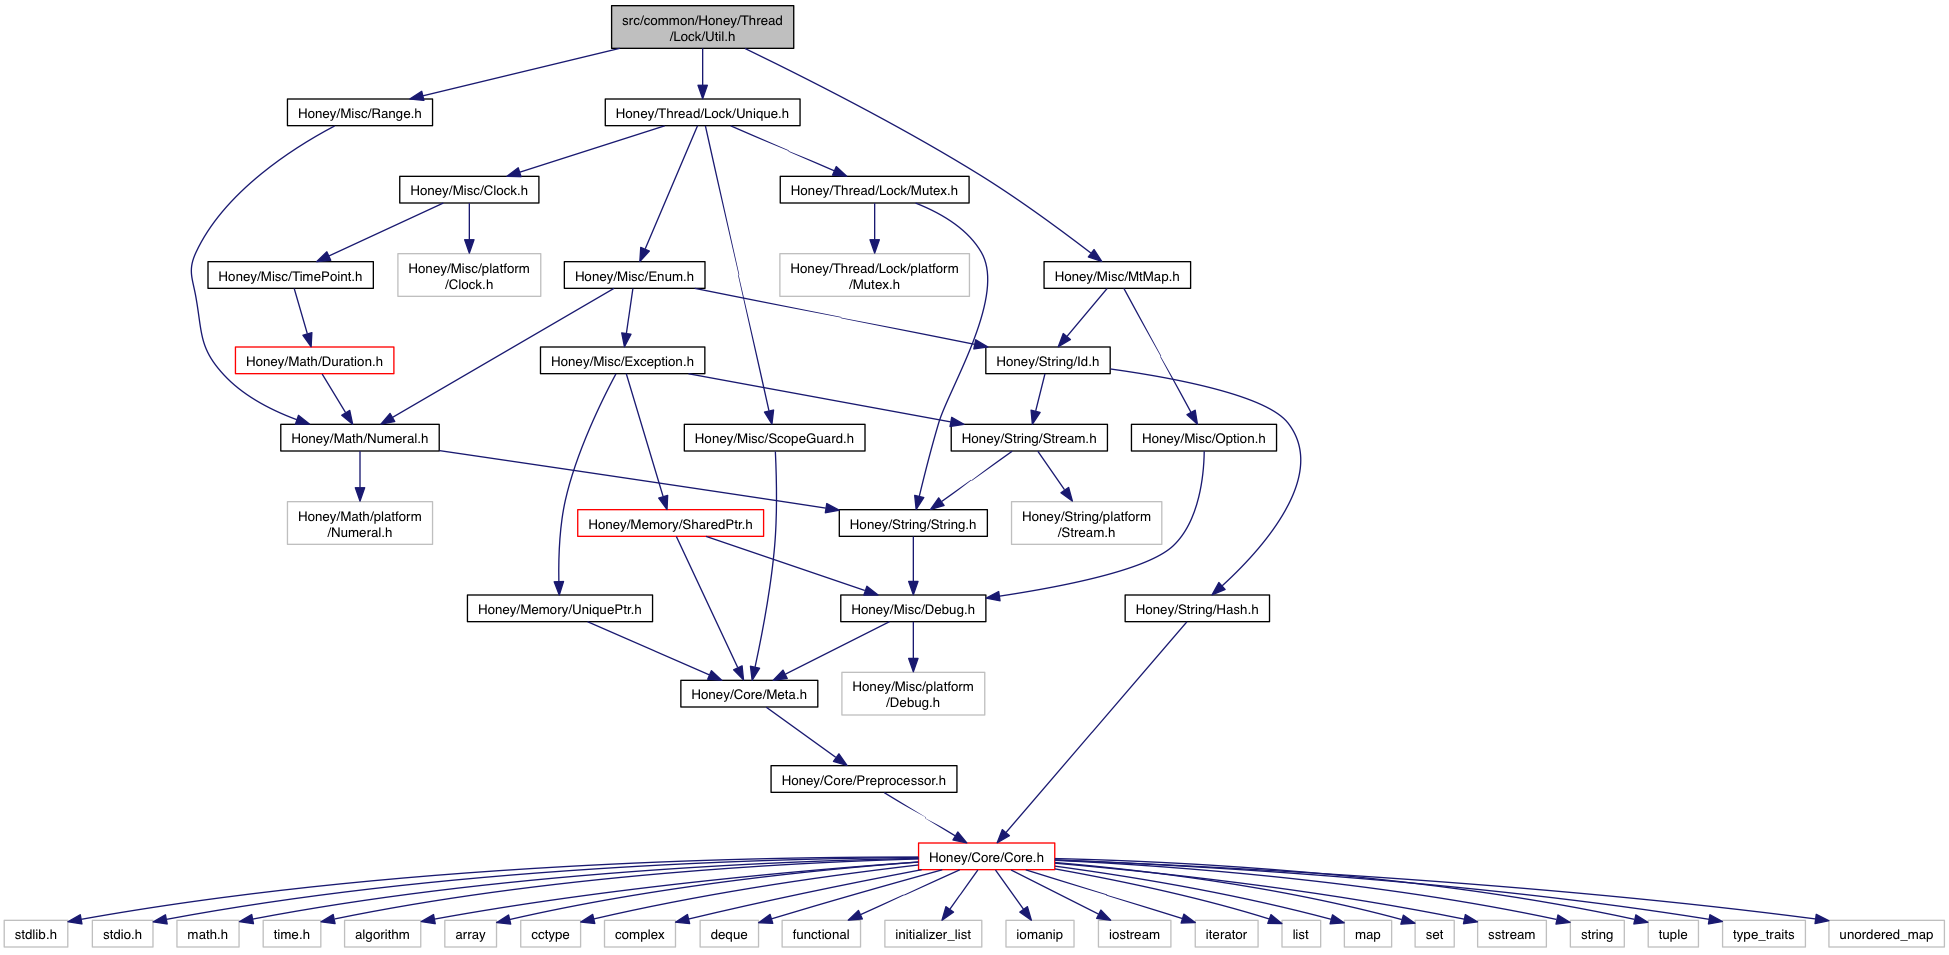 src/common/Honey/Thread
/Lock/Util.h
Honey/Misc/Range.h
Honey/Thread/Lock/Unique.h
Honey/Misc/Clock.h
Honey/Thread/Lock/Mutex.h
Honey/Misc/TimePoint.h
Honey/Misc/platform
/Clock.h
Honey/Misc/Enum.h
Honey/Thread/Lock/platform
/Mutex.h
Honey/Misc/MtMap.h
Honey/Math/Duration.h
Honey/Misc/Exception.h
Honey/String/Id.h
Honey/Math/Numeral.h
Honey/Misc/ScopeGuard.h
Honey/String/Stream.h
Honey/Misc/Option.h
Honey/Math/platform
/Numeral.h
Honey/Memory/SharedPtr.h
Honey/String/String.h
Honey/String/platform
/Stream.h
Honey/Memory/UniquePtr.h
Honey/Misc/Debug.h
Honey/String/Hash.h
Honey/Core/Meta.h
Honey/Misc/platform
/Debug.h
Honey/Core/Preprocessor.h
Honey/Core/Core.h
stdlib.h
stdio.h
math.h
time.h
algorithm
array
cctype
complex
deque
functional
initializer_list
iomanip
iostream
iterator
list
map
set
sstream
string
tuple
type_traits
unordered_map